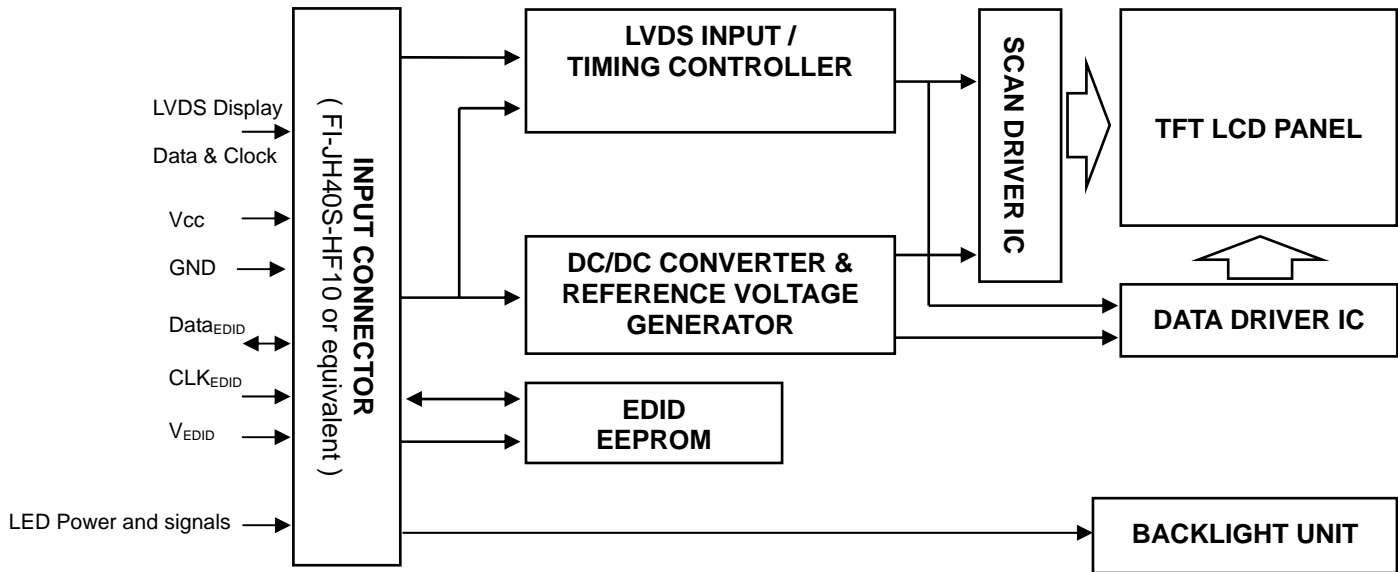 LVDS Display
Data & Clock
Vcc
GND
DataEDID
CLKEDID
VEDID
LED Power and signals
INPUT CONNECTOR
( FI-JH40S-HF10 or equivalent )
LVDS INPUT /
TIMING CONTROLLER
DC/DC CONVERTER &
REFERENCE VOLTAGE
GENERATOR
EDID
EEPROM
SCAN DRIVER IC
TFT LCD PANEL
DATA DRIVER IC
BACKLIGHT UNIT